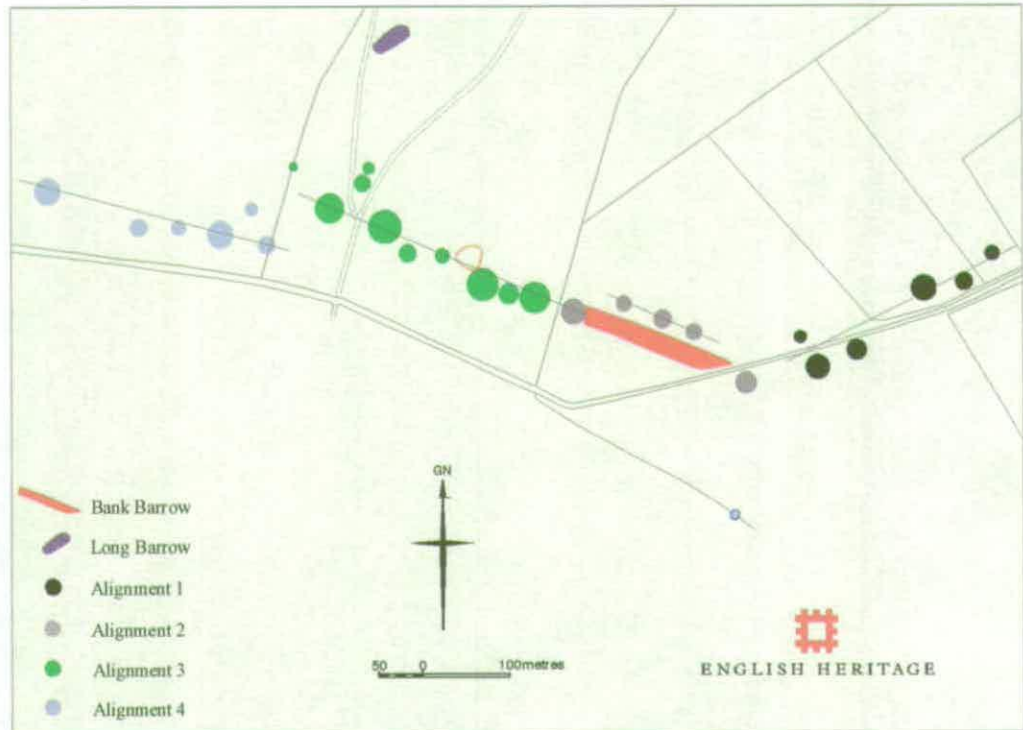 GN
Bank Barrow
Long Barrow
Alignment 1
Alignment 2
Alignment 3
Alignment 4
50 0 100metres
ENGLISH HERITAGE